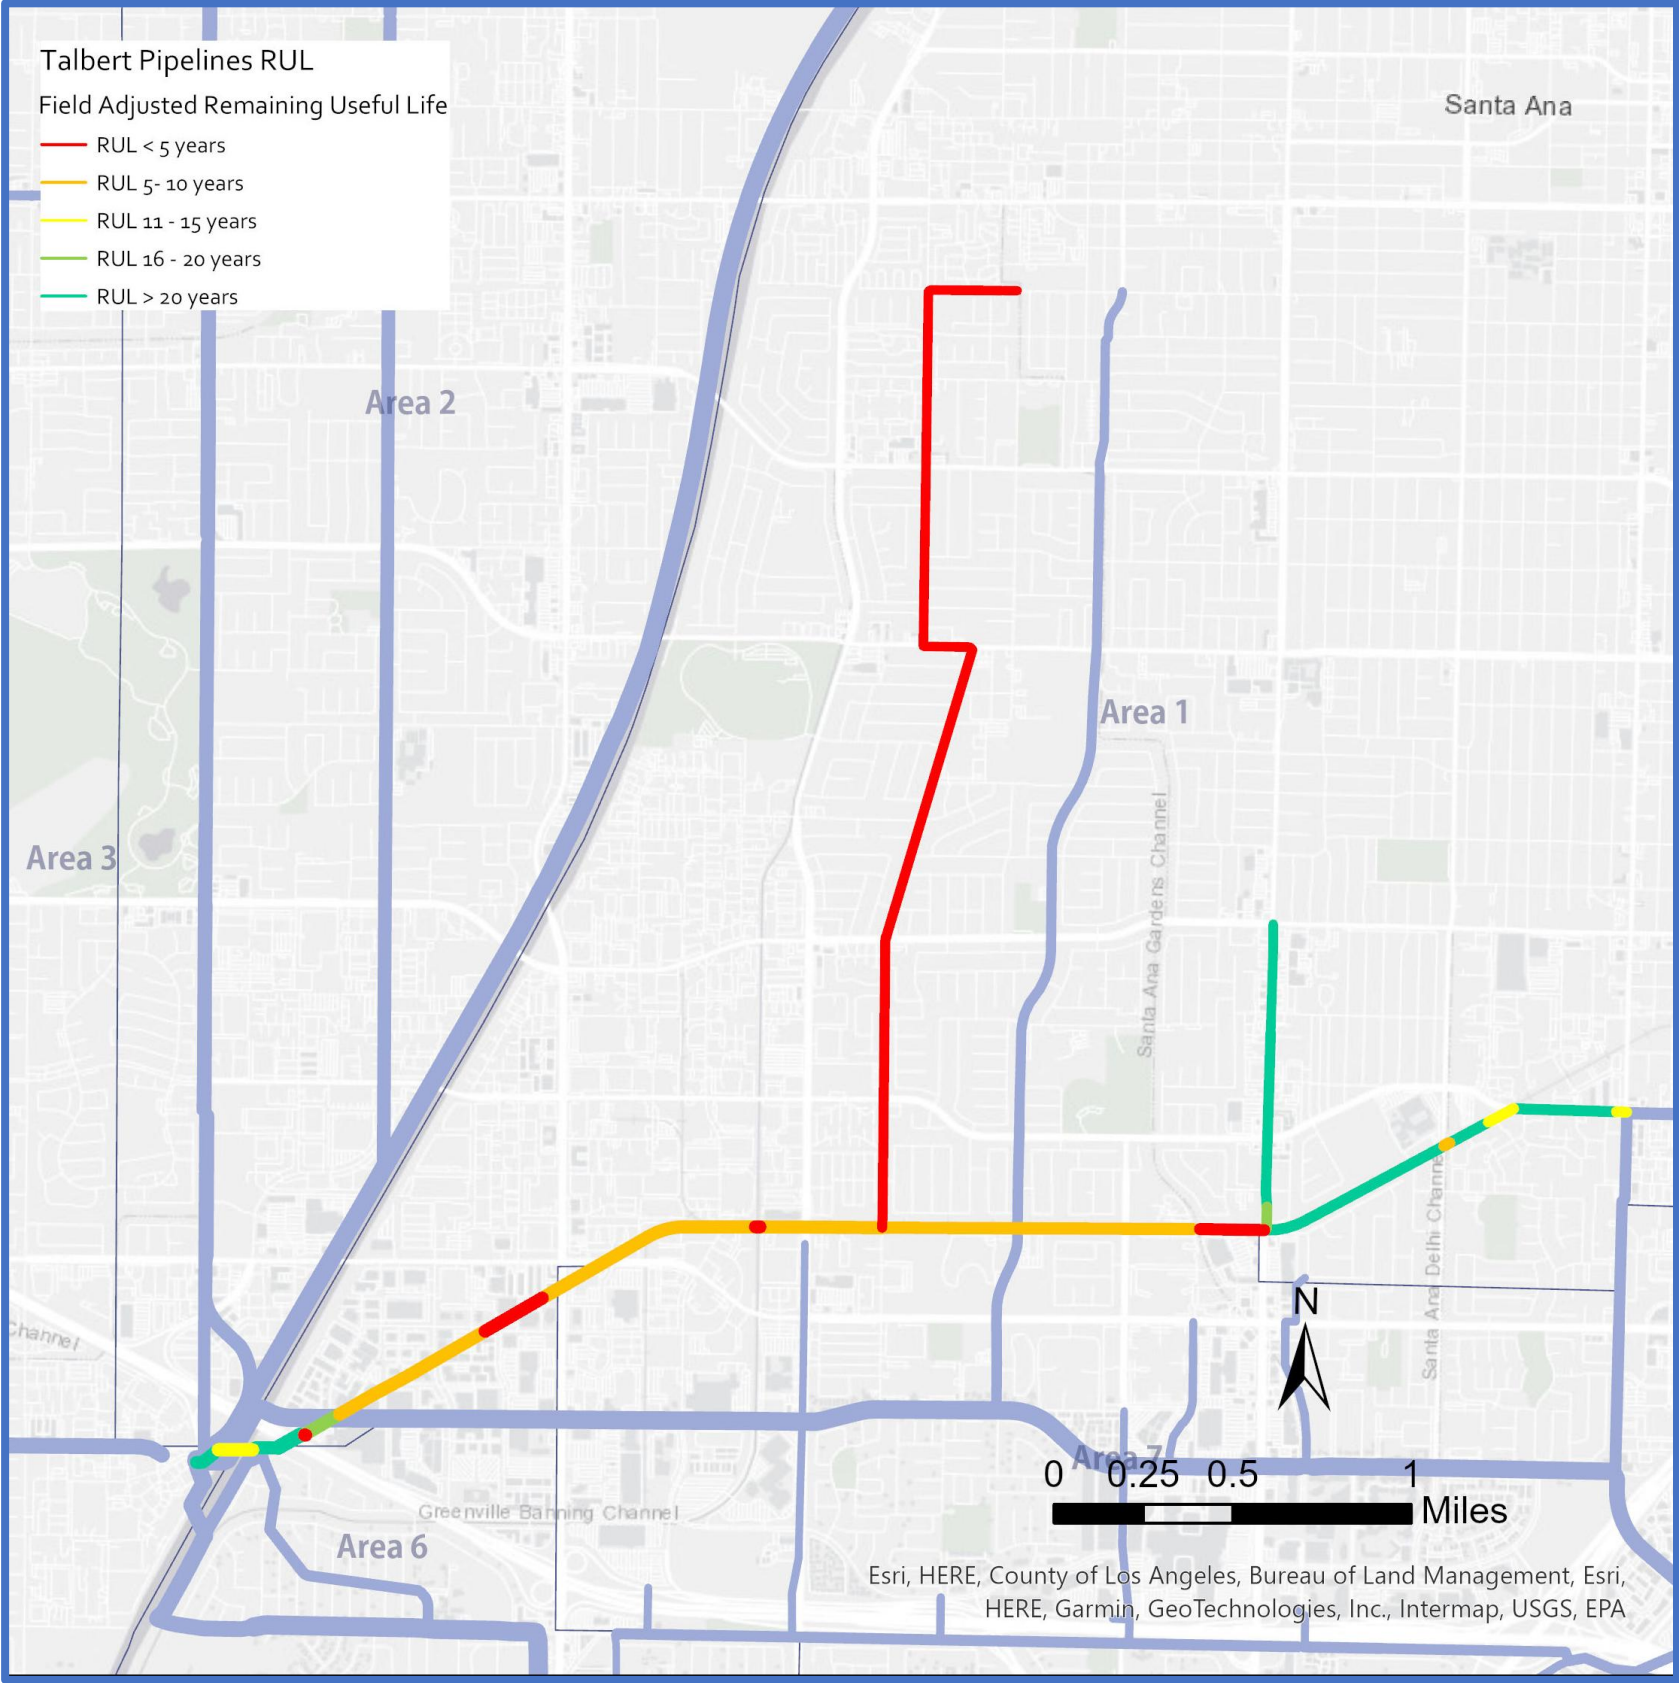 Talbert Pipelines RUL
Field Adjusted Remaining Useful Life
RUL < 5 years
RUL 5- 10 years
RUL 11 - 15 years
RUL 16 - 20 years
RUL > 20 years
Santa Ana
Area 2
Area 1
Area 3
Santa Ana Gardens Channel
Santa Ana Delhi Channel
Channel
N
Area 7
0 0.25 0.5 1
Miles
Greenville Banning Channel
Area 6
Esri, HERE, County of Los Angeles, Bureau of Land Management, Esri,
HERE, Garmin, GeoTechnologies, Inc., Intermap, USGS, EPA